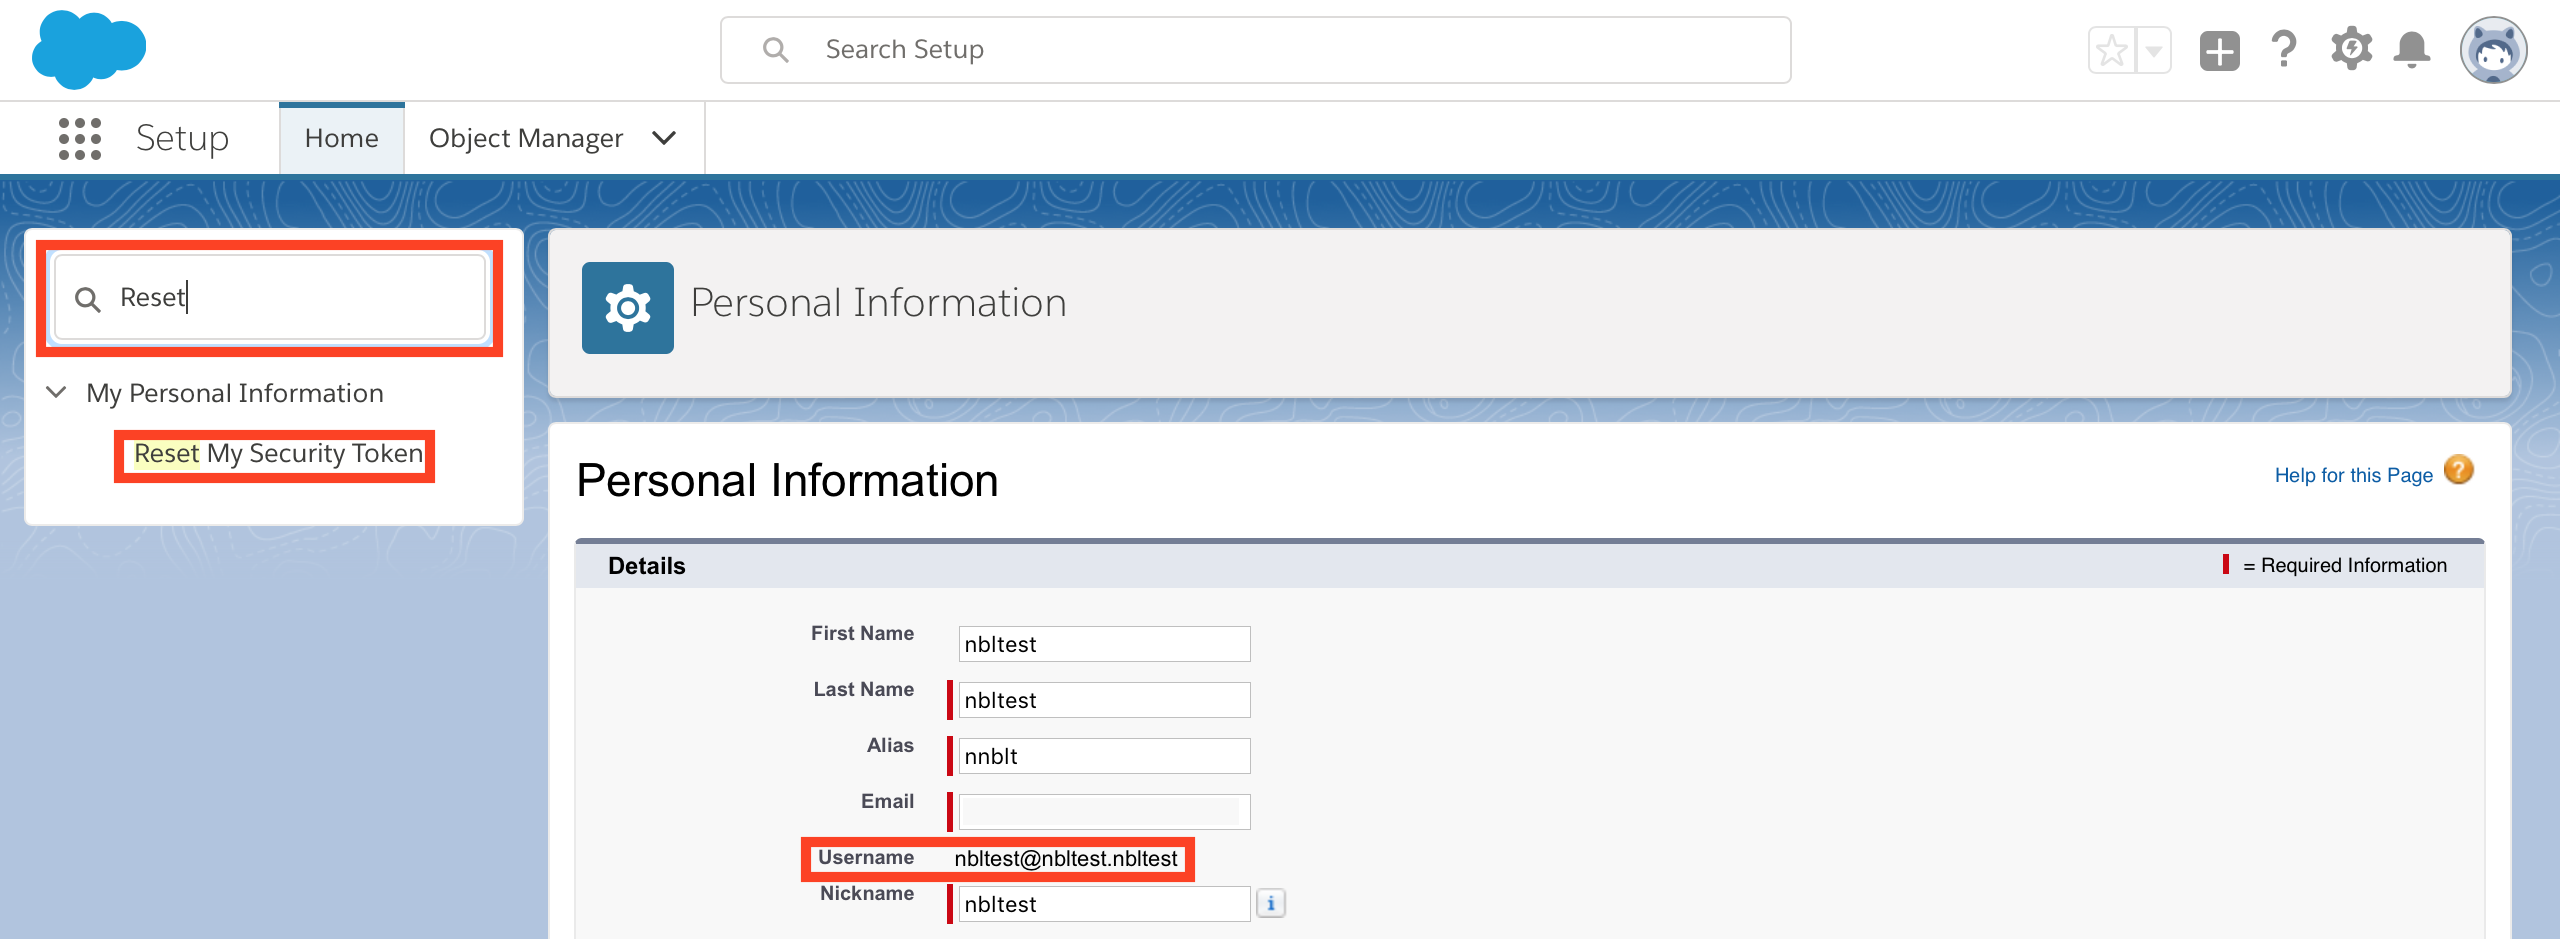 Search Setup
Setup
Home
Object Manager
Reset
My Personal Information
Reset My Security Token
Personal Information
Personal Information
Help for this Page
?
Details
= Required Information
First Name
nbltest
Last Name
nbltest
Alias
nnblt
Email
Username
nbltest@nbltest.nbltest
Nickname
nbltest
i